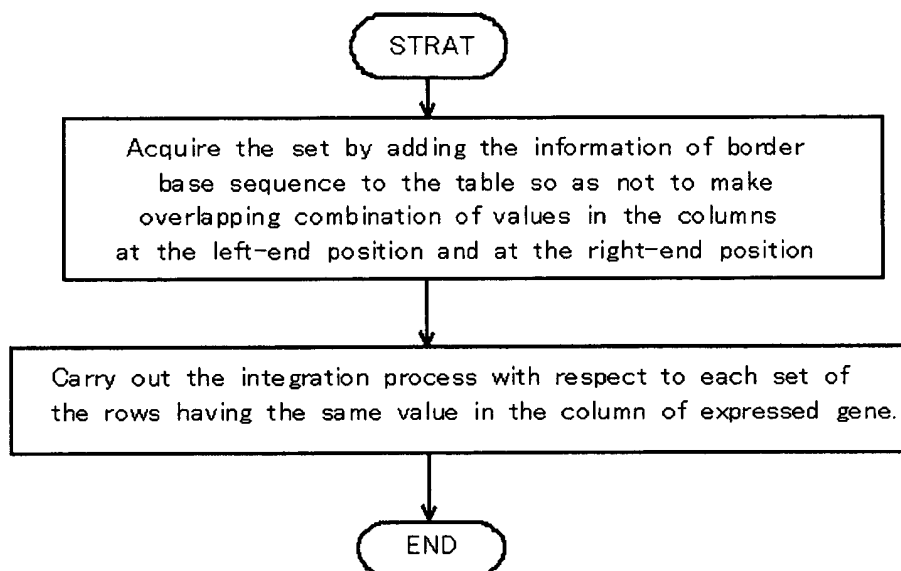 STRAT
Acquire the set by adding the information of border
base sequence to the table so as not to make
overlapping combination of values in the columns
at the left-end position and at the right-end position
Carry out the integration process with respect to each set of
the rows having the same value in the column of expressed gene.
END